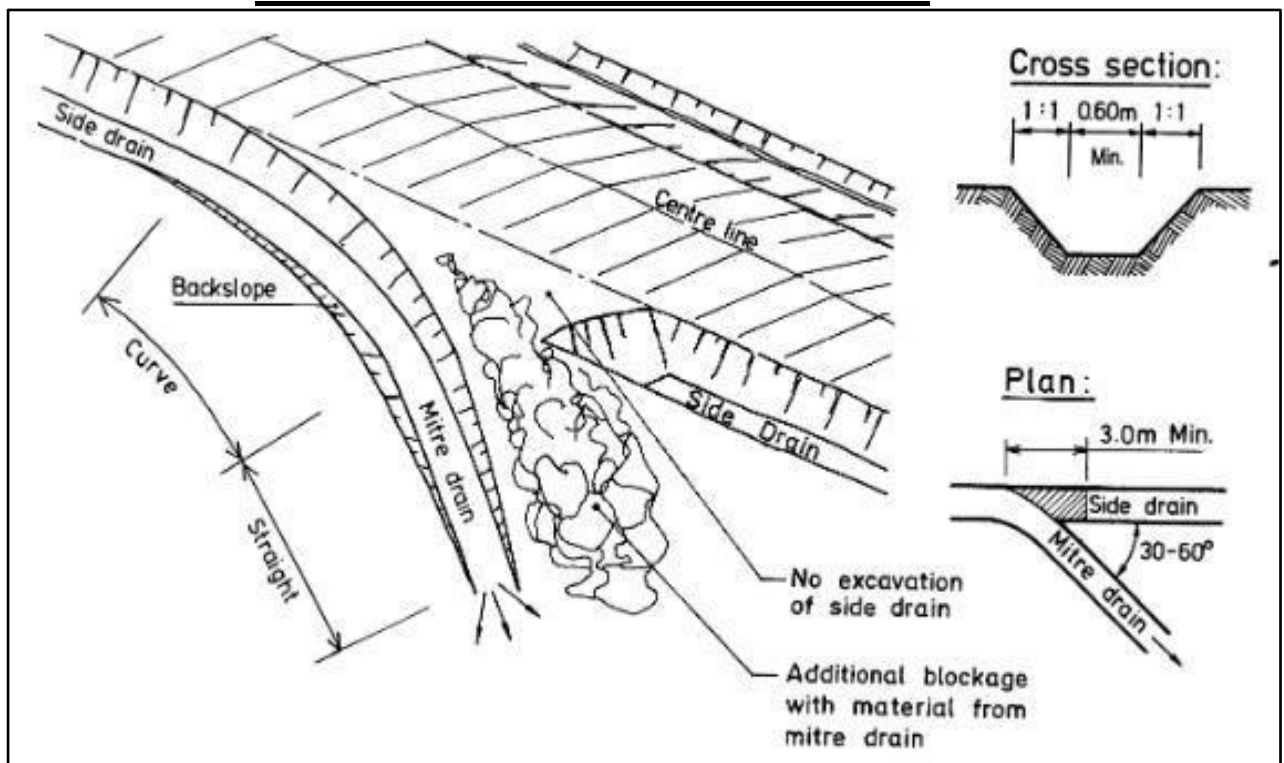 Side drain
Backslope
Curve
Straight
Mitre drain
Centre line
Side Drain
No excavation
of side drain
Additional blockage
with material from
mitre drain
Cross section:
1:1 0.60m 1:1
Min.
Plan:
3.0m Min.
Side drain
30-60°
Mitre drain